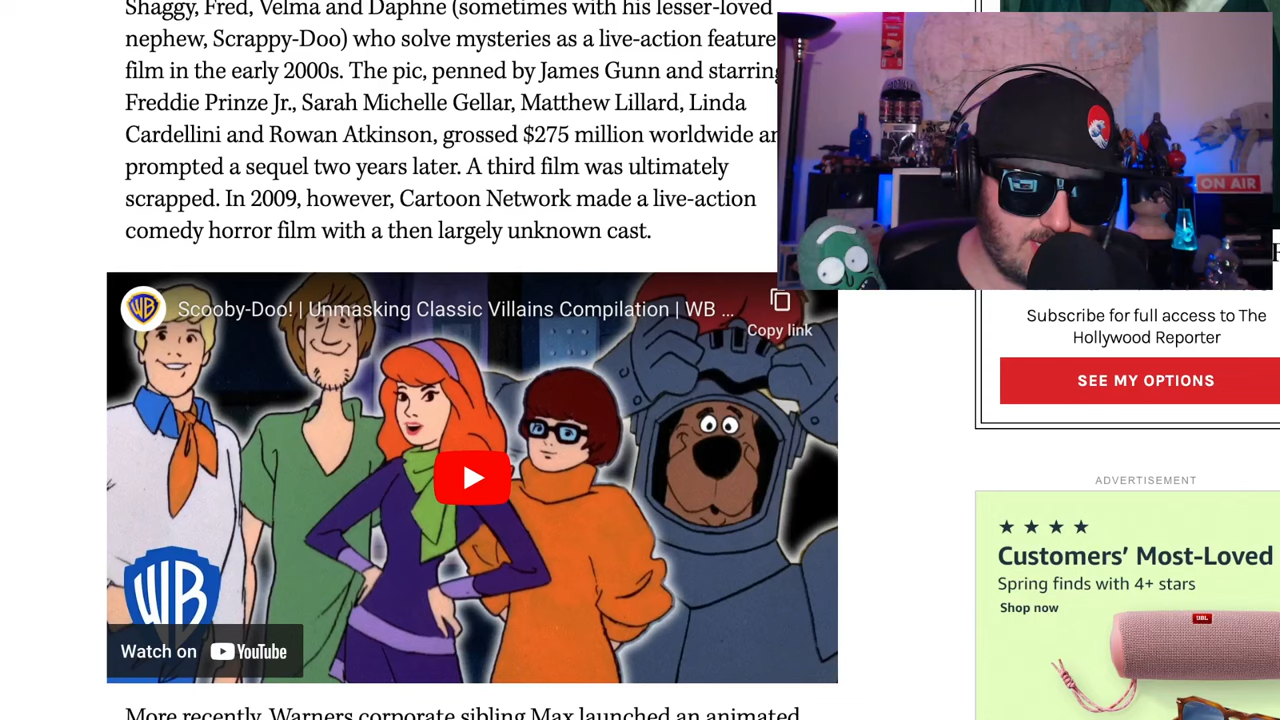 Shaggy, Fred, Velma and Daphne (sometimes with his lesser-loved
nephew, Scrappy-Doo) who solve mysteries as a live-action feature
film in the early 2000s. The pic, penned by James Gunn and starring
Freddie Prinze Jr., Sarah Michelle Gellar, Matthew Lillard, Linda
Cardellini and Rowan Atkinson, grossed $275 million worldwide
prompted a sequel two years later. A third film was ultimately
scrapped. In 2009, however, Cartoon Network made a live-action
comedy horror film with a then largely unknown cast.
ON AIR
WB
Scooby-Doo! | Unmasking Classic Villains Compilation | WB ...
Copy link
WB
Watch on YouTube
More recently, Warners corporate sibling Max launched an animated
Subscribe for full access to The
Hollywood Reporter
SEE MY OPTIONS
ADVERTISEMENT
Customers' Most-Loved
Spring finds with 4+ stars
Shop now
JBL